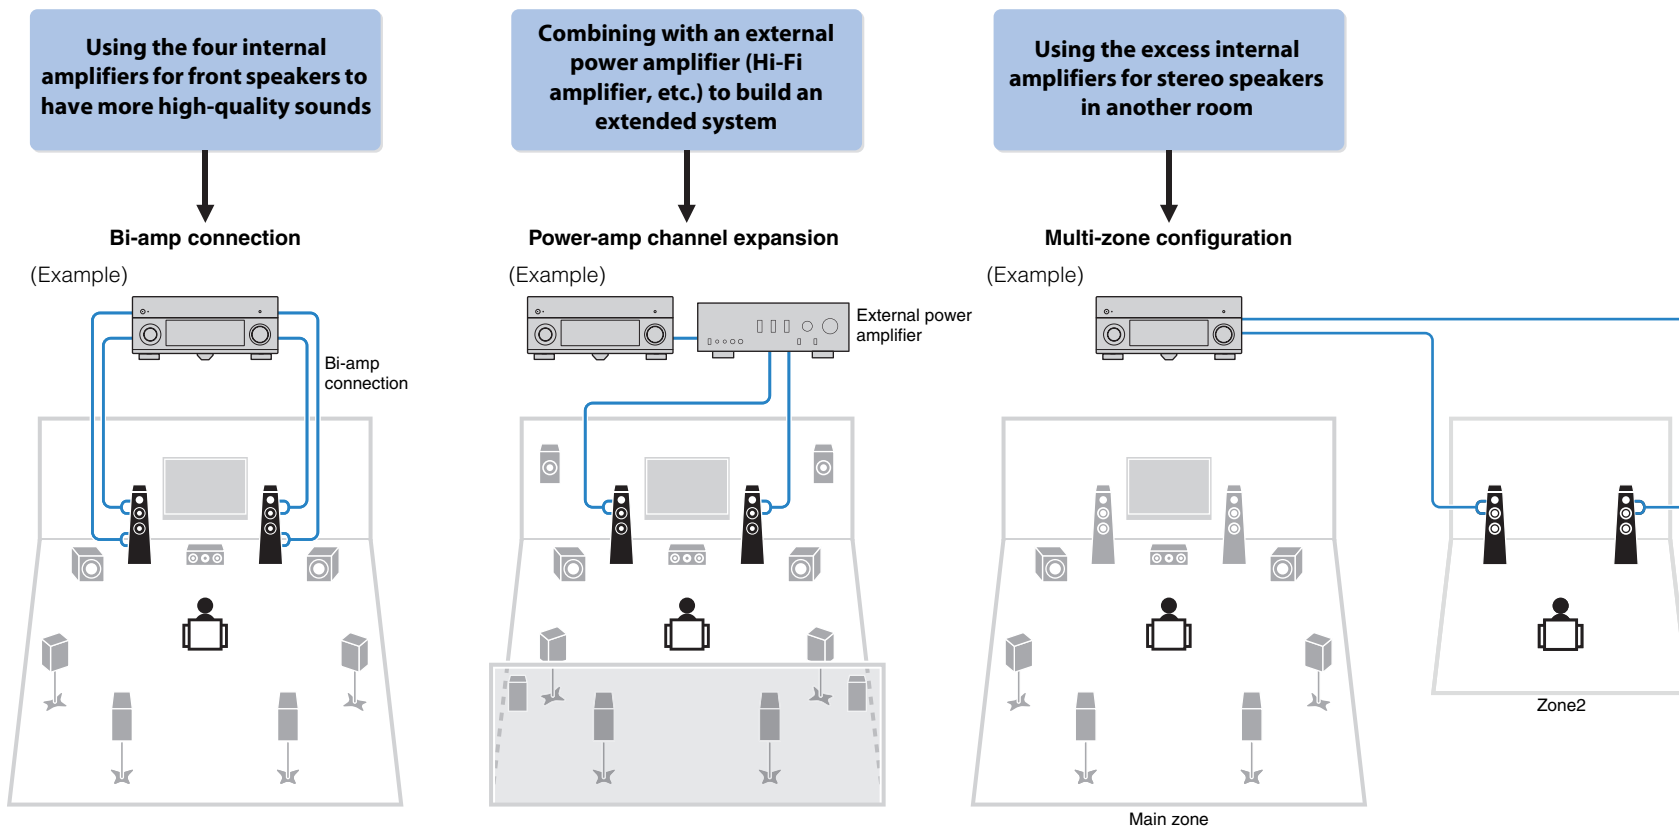 Using the four internal
amplifiers for front speakers to
have more high-quality sounds
Combining with an external
power amplifier (Hi-Fi
amplifier, etc.) to build an
extended system
Using the excess internal
amplifiers for stereo speakers
in another room
Bi-amp connection
Power-amp channel expansion
Multi-zone configuration
(Example)
(Example)
(Example)
Bi-amp
connection
External power
amplifier
Zone2
Main zone